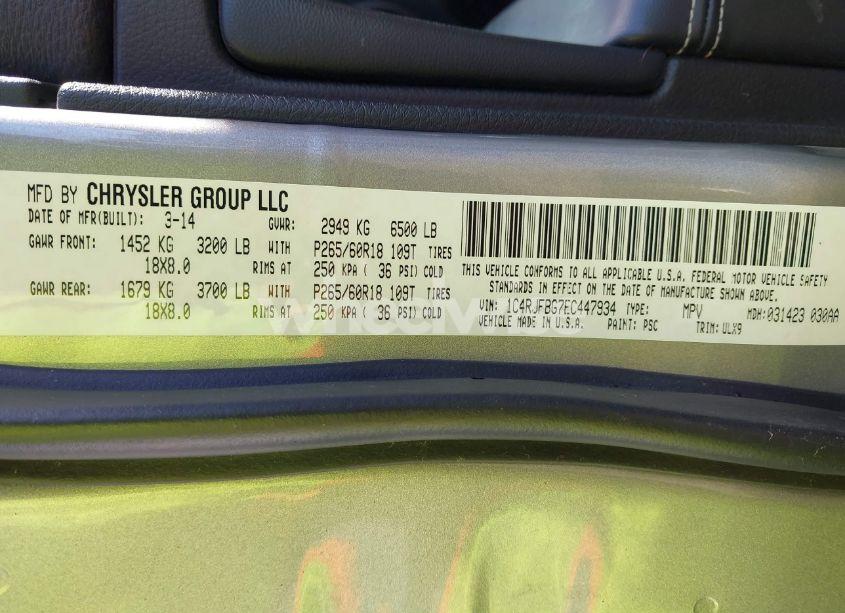 MFD BY CHRYSLER GROUP LLC
DATE OF MFR(BUILT): 3-14 GVWR: 2949 KG 6500 LB
GAWR FRONT: 1452 KG 3200 LB WITH P265/60R18 109T TIRES
18X8.0 RIMS AT 250 KPA ( 36 PSI) COLD
GAWR REAR: 1679 KG 3700 LB WITH P265/60R18 109T TIRES
18X8.0 RIMS AT 250 KPA ( 36 PSI) COLD
THIS VEHICLE CONFORMS TO ALL APPLICABLE U.S.A. FEDERAL MOTOR VEHICLE SAFETY
STANDARDS IN EFFECT ON THE DATE OF MANUFACTURE SHOWN ABOVE.
VIN: 1C4RJFBG7EC447934 TYPE: MPV MDH:031423 030AA
VEHICLE MADE IN U.S.A. PAINT: PSC TRIM: ULX9